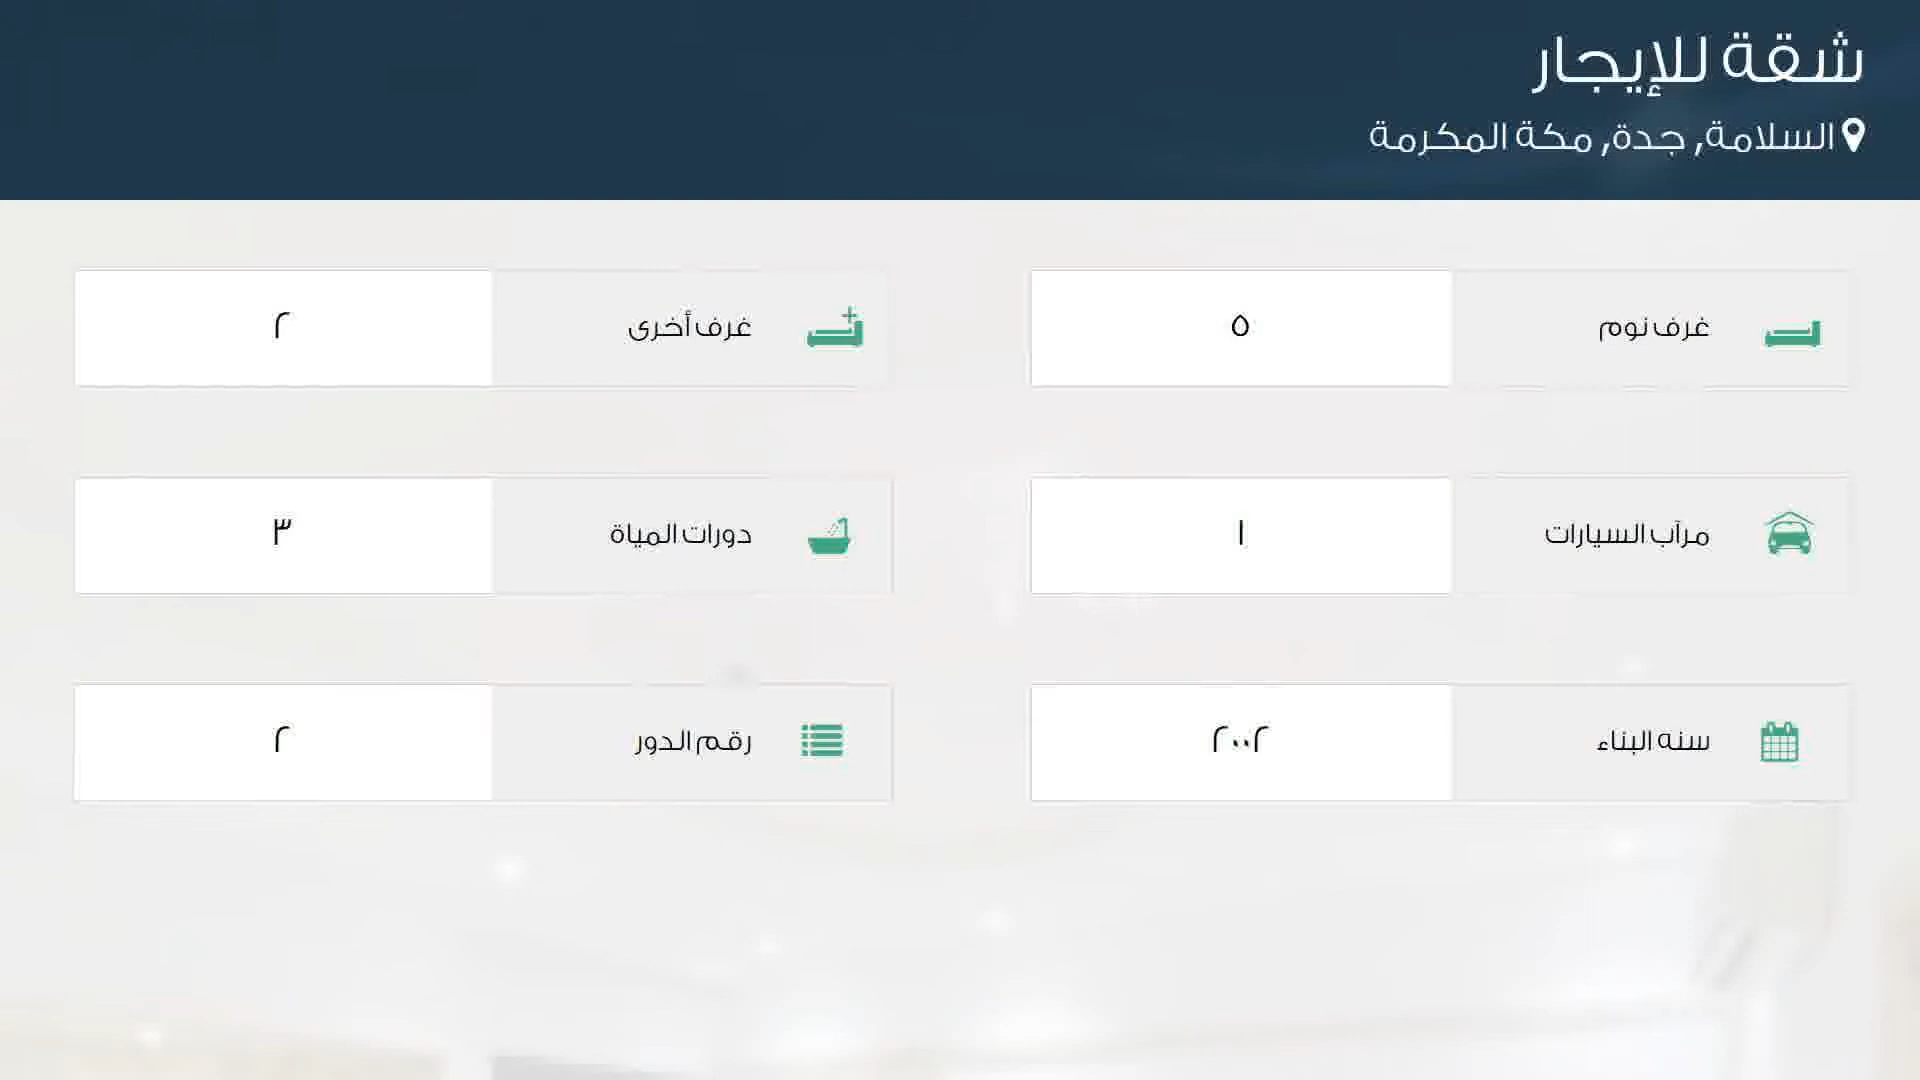 شقة للإيجار
السلامة, جدة, مكة المكرمة
غرف نوم
٥
غرف أخرى
٢
مرآب السيارات
١
دورات المياة
٣
سنه البناء
٢٠٠٢
رقم الدور
٢